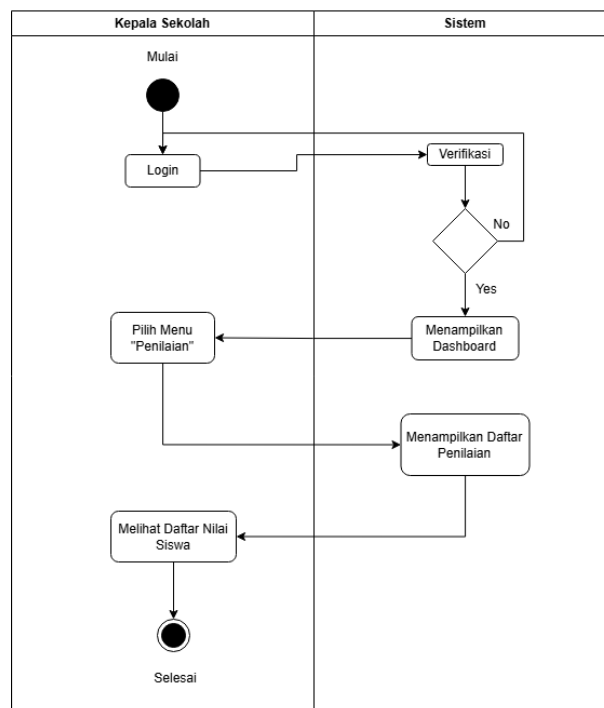 Kepala Sekolah
Sistem
Mulai
Login
Verifikasi
No
Yes
Menampilkan
Dashboard
Pilih Menu
"Penilaian"
Menampilkan Daftar
Penilaian
Melihat Daftar Nilai
Siswa
Selesai